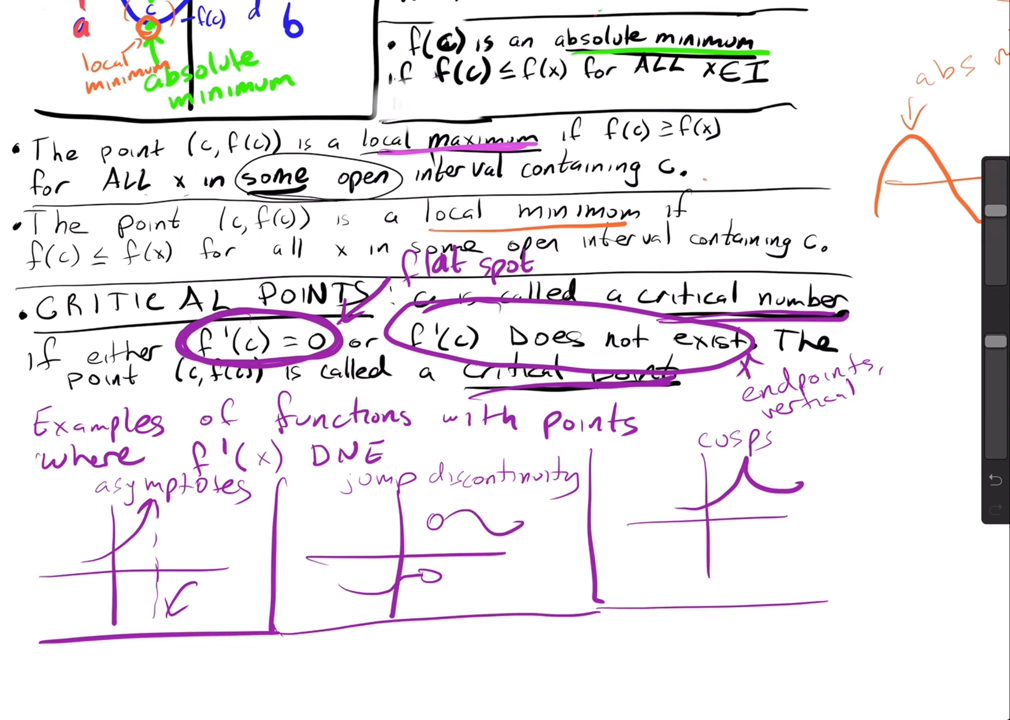 a
c
f(c)
d
b
local
minimum
absolute
minimum
• f(c) is an absolute minimum
if f(c) ≤ f(x) for ALL x∈I
abs
• The point (c, f(c)) is a local maximum if f(c) ≥ f(x)
for ALL x in some open interval containing c.
• The point (c, f(c)) is a local minimum if
f(c) ≤ f(x) for all x in some open interval containing c.
flat spot
• CRITICAL POINTS: c is called a critical number
if either f'(c) = 0 or f'(c) Does not exist. The
point (c, f(c)) is called a critical point
endpoints,
vertical
Examples of functions with points
where f'(x) DNE
cusps
asymptotes
jump discontinuity